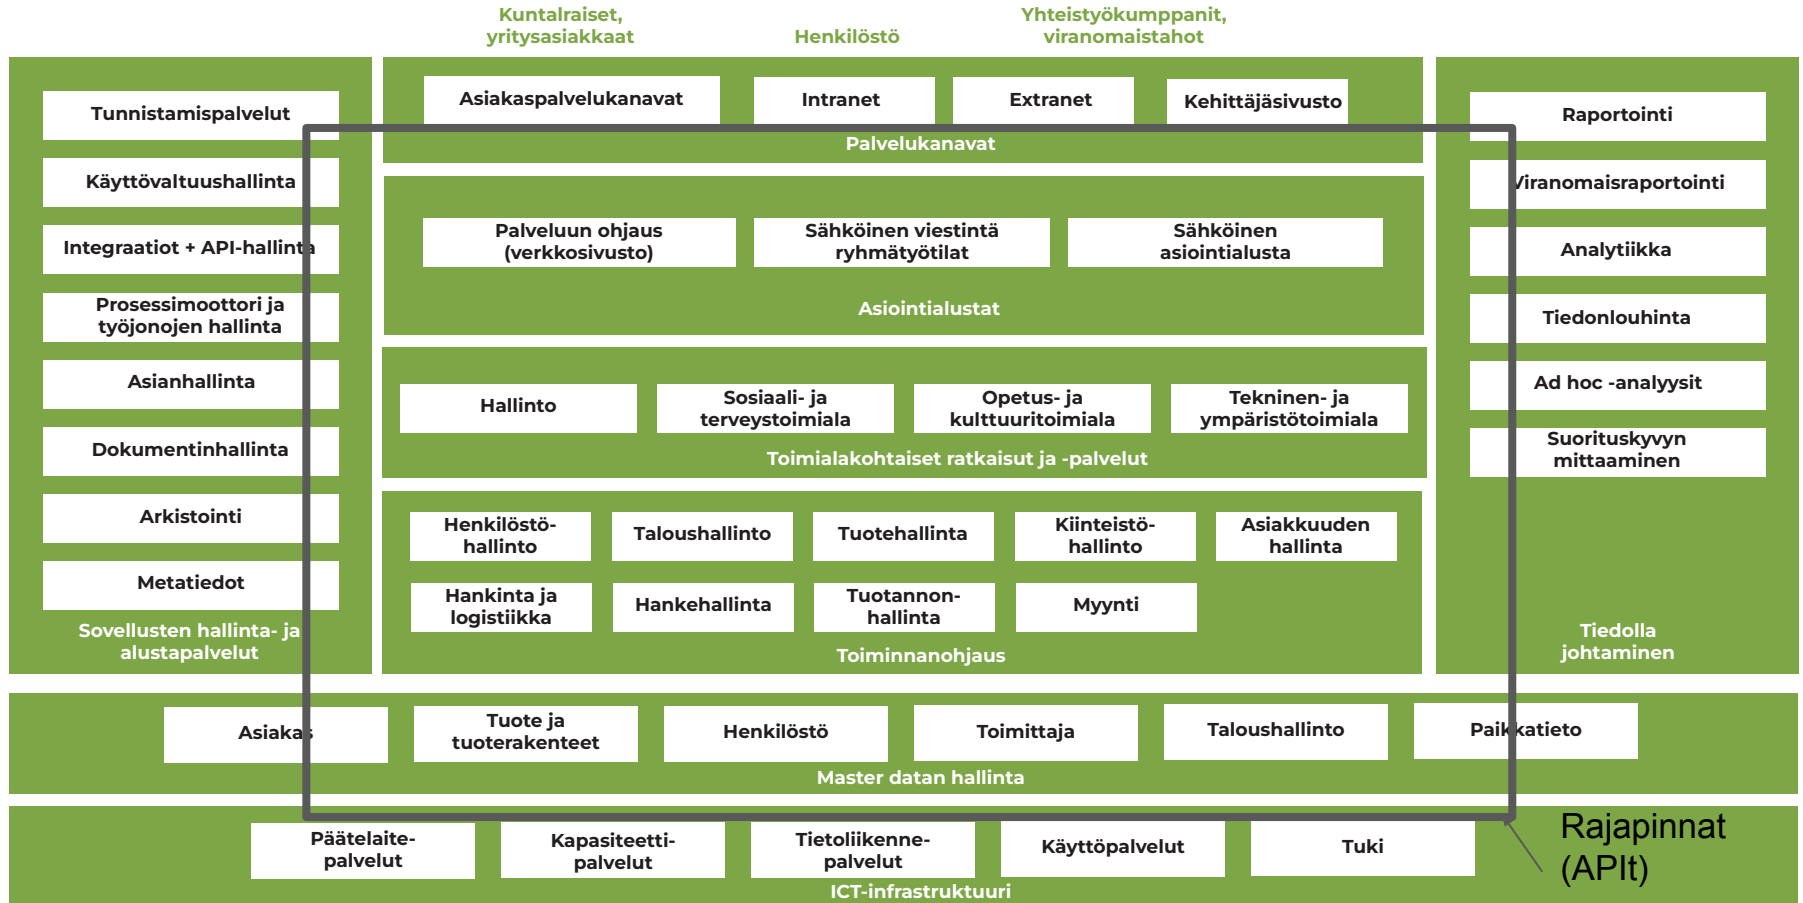 Kuntalraiset,
yritysasiakkaat
Henkilöstö
Yhteistyökumppanit,
viranomaistahot
Tunnistamispalvelut
Käyttövaltuushallinta
Integraatiot + API-hallinta
Prosessimoottori ja
työjonojen hallinta
Asianhallinta
Dokumentinhallinta
Arkistointi
Metatiedot
Sovellusten hallinta- ja
alustapalvelut
Asiakaspalvelukanavat
Intranet
Extranet
Kehittäjäsivusto
Palvelukanavat
Palveluun ohjaus
(verkkosivusto)
Sähköinen viestintä
ryhmätyötilat
Sähköinen
asiointialusta
Asiointialustat
Hallinto
Sosiaali- ja
terveystoimiala
Opetus- ja
kulttuuritoimiala
Tekninen- ja
ympäristötoimiala
Toimialakohtaiset ratkaisut ja -palvelut
Henkilöstö-
hallinto
Taloushallinto
Tuotehallinta
Kiinteistö-
hallinto
Asiakkuuden
hallinta
Hankinta ja
logistiikka
Hankehallinta
Tuotannon-
hallinta
Myynti
Toiminnanohjaus
Raportointi
Viranomaisraportointi
Analytiikka
Tiedonlouhinta
Ad hoc -analyysit
Suorituskyvyn
mittaaminen
Tiedolla
johtaminen
Asiakas
Tuote ja
tuoterakenteet
Henkilöstö
Toimittaja
Taloushallinto
Paikkatieto
Master datan hallinta
Päätelaite-
palvelut
Kapasiteetti-
palvelut
Tietoliikenne-
palvelut
Käyttöpalvelut
Tuki
ICT-infrastruktuuri
Rajapinnat
(APIt)